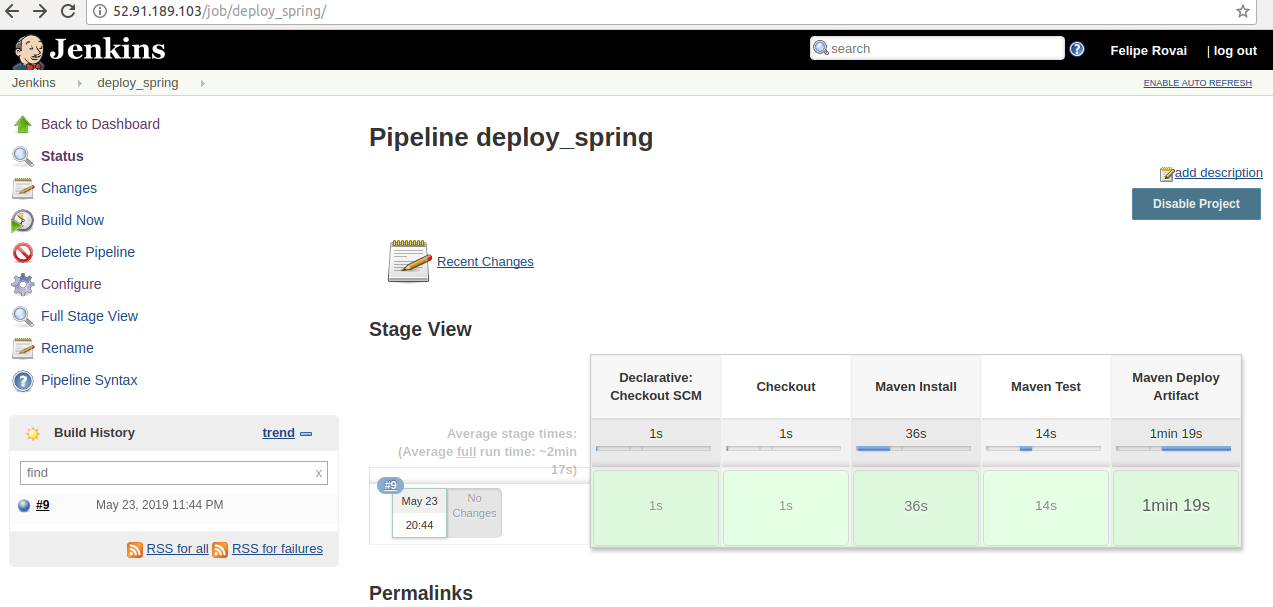 52.91.189.103/job/deploy_spring/
Jenkins
search
Felipe Rovai
| log out
Jenkins
deploy_spring
ENABLE AUTO REFRESH
Back to Dashboard
Status
Changes
Build Now
Delete Pipeline
Configure
Full Stage View
Rename
Pipeline Syntax
Build History
trend
find
x
#9
May 23, 2019 11:44 PM
RSS for all
RSS for failures
Pipeline deploy_spring
add description
Disable Project
Recent Changes
Stage View
Declarative:
Checkout SCM
Checkout
Maven Install
Maven Test
Maven Deploy
Artifact
Average stage times:
(Average full run time: ~2min
17s)
1s
1s
36s
14s
1min 19s
#9
May 23
20:44
No
Changes
1s
1s
36s
14s
1min 19s
Permalinks